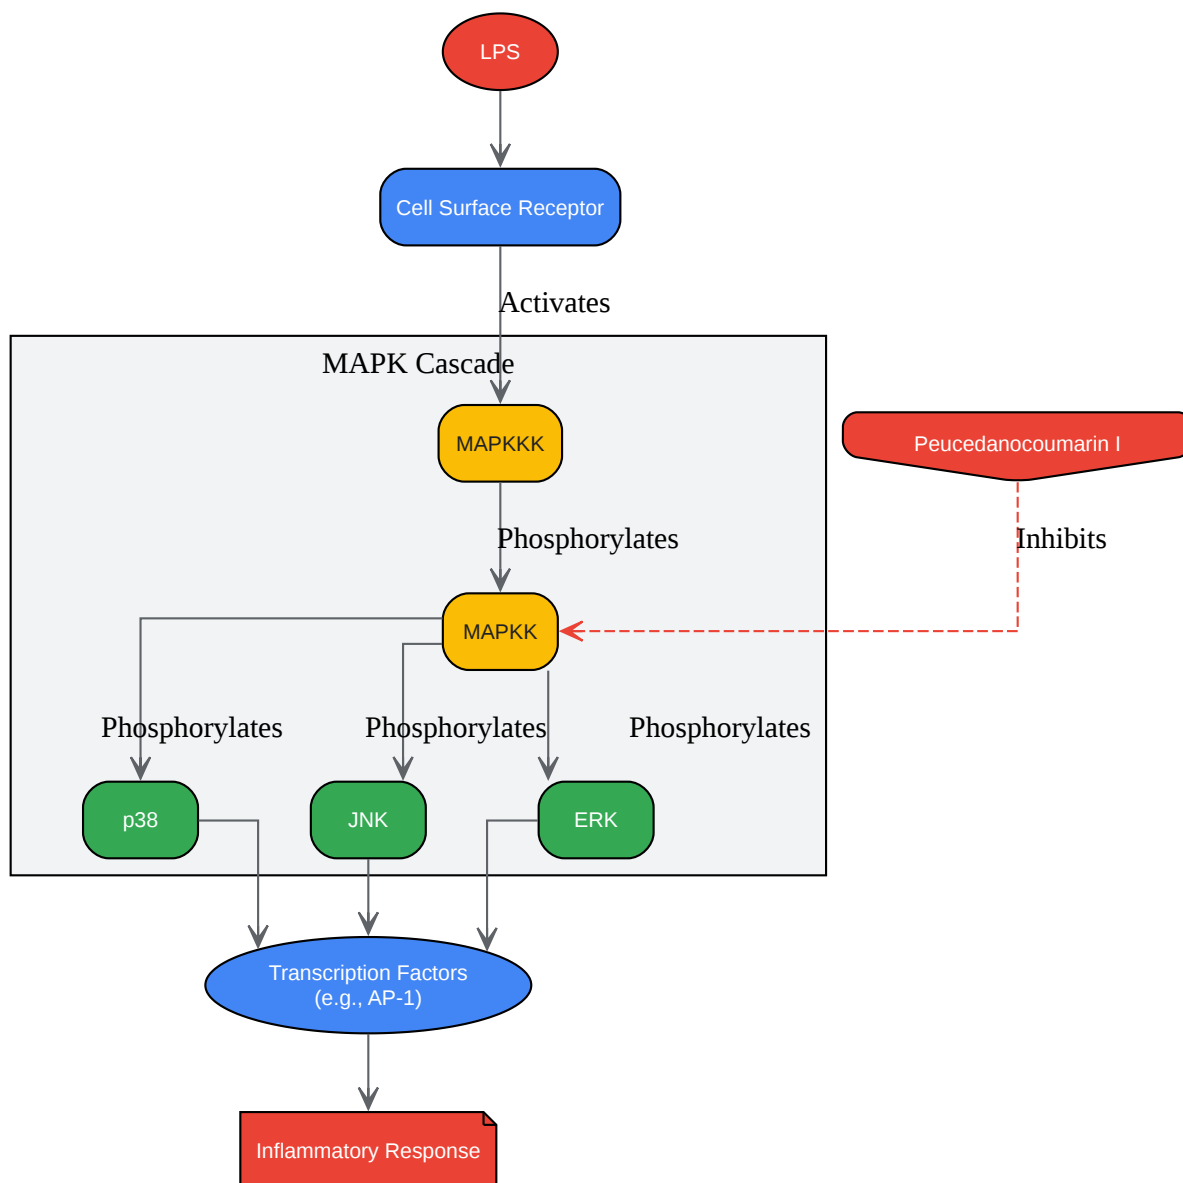 LPS
Cell Surface Receptor
Activates
MAPK Cascade
MAPKKK
Peucedanocoumarin I
Phosphorylates
Inhibits
MAPKK
Phosphorylates
Phosphorylates
Phosphorylates
p38
JNK
ERK
Transcription Factors
(e.g., AP-1)
Inflammatory Response